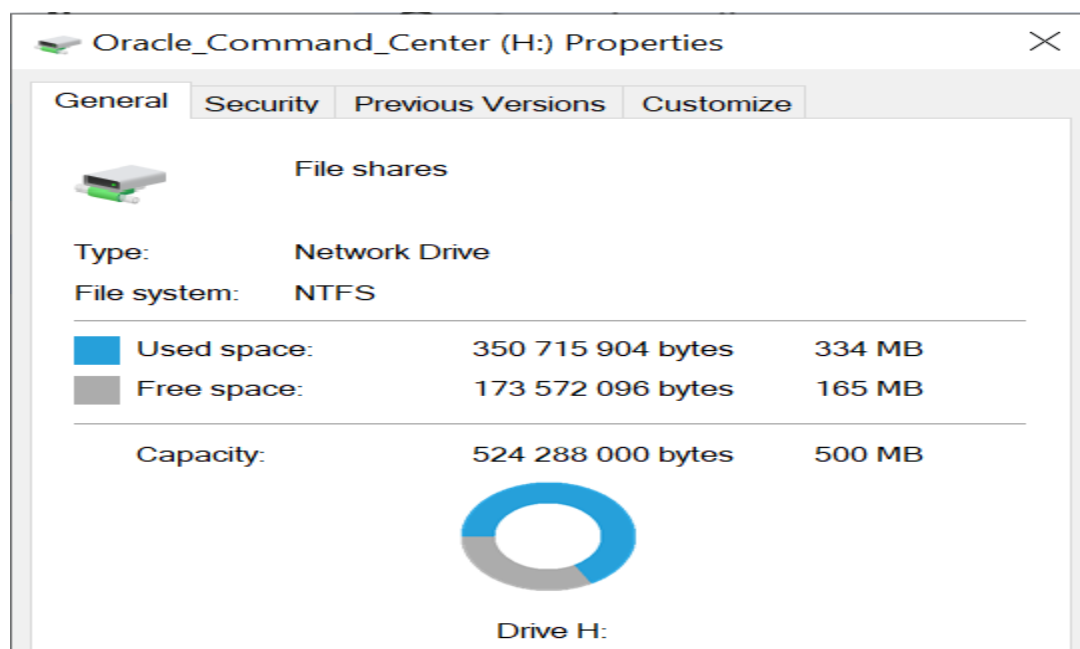 Oracle_Command_Center (H:) Properties
General Security Previous Versions Customize
File shares
Type: Network Drive
File system: NTFS
Used space: 350 715 904 bytes 334 MB
Free space: 173 572 096 bytes 165 MB
Capacity: 524 288 000 bytes 500 MB
Drive H: